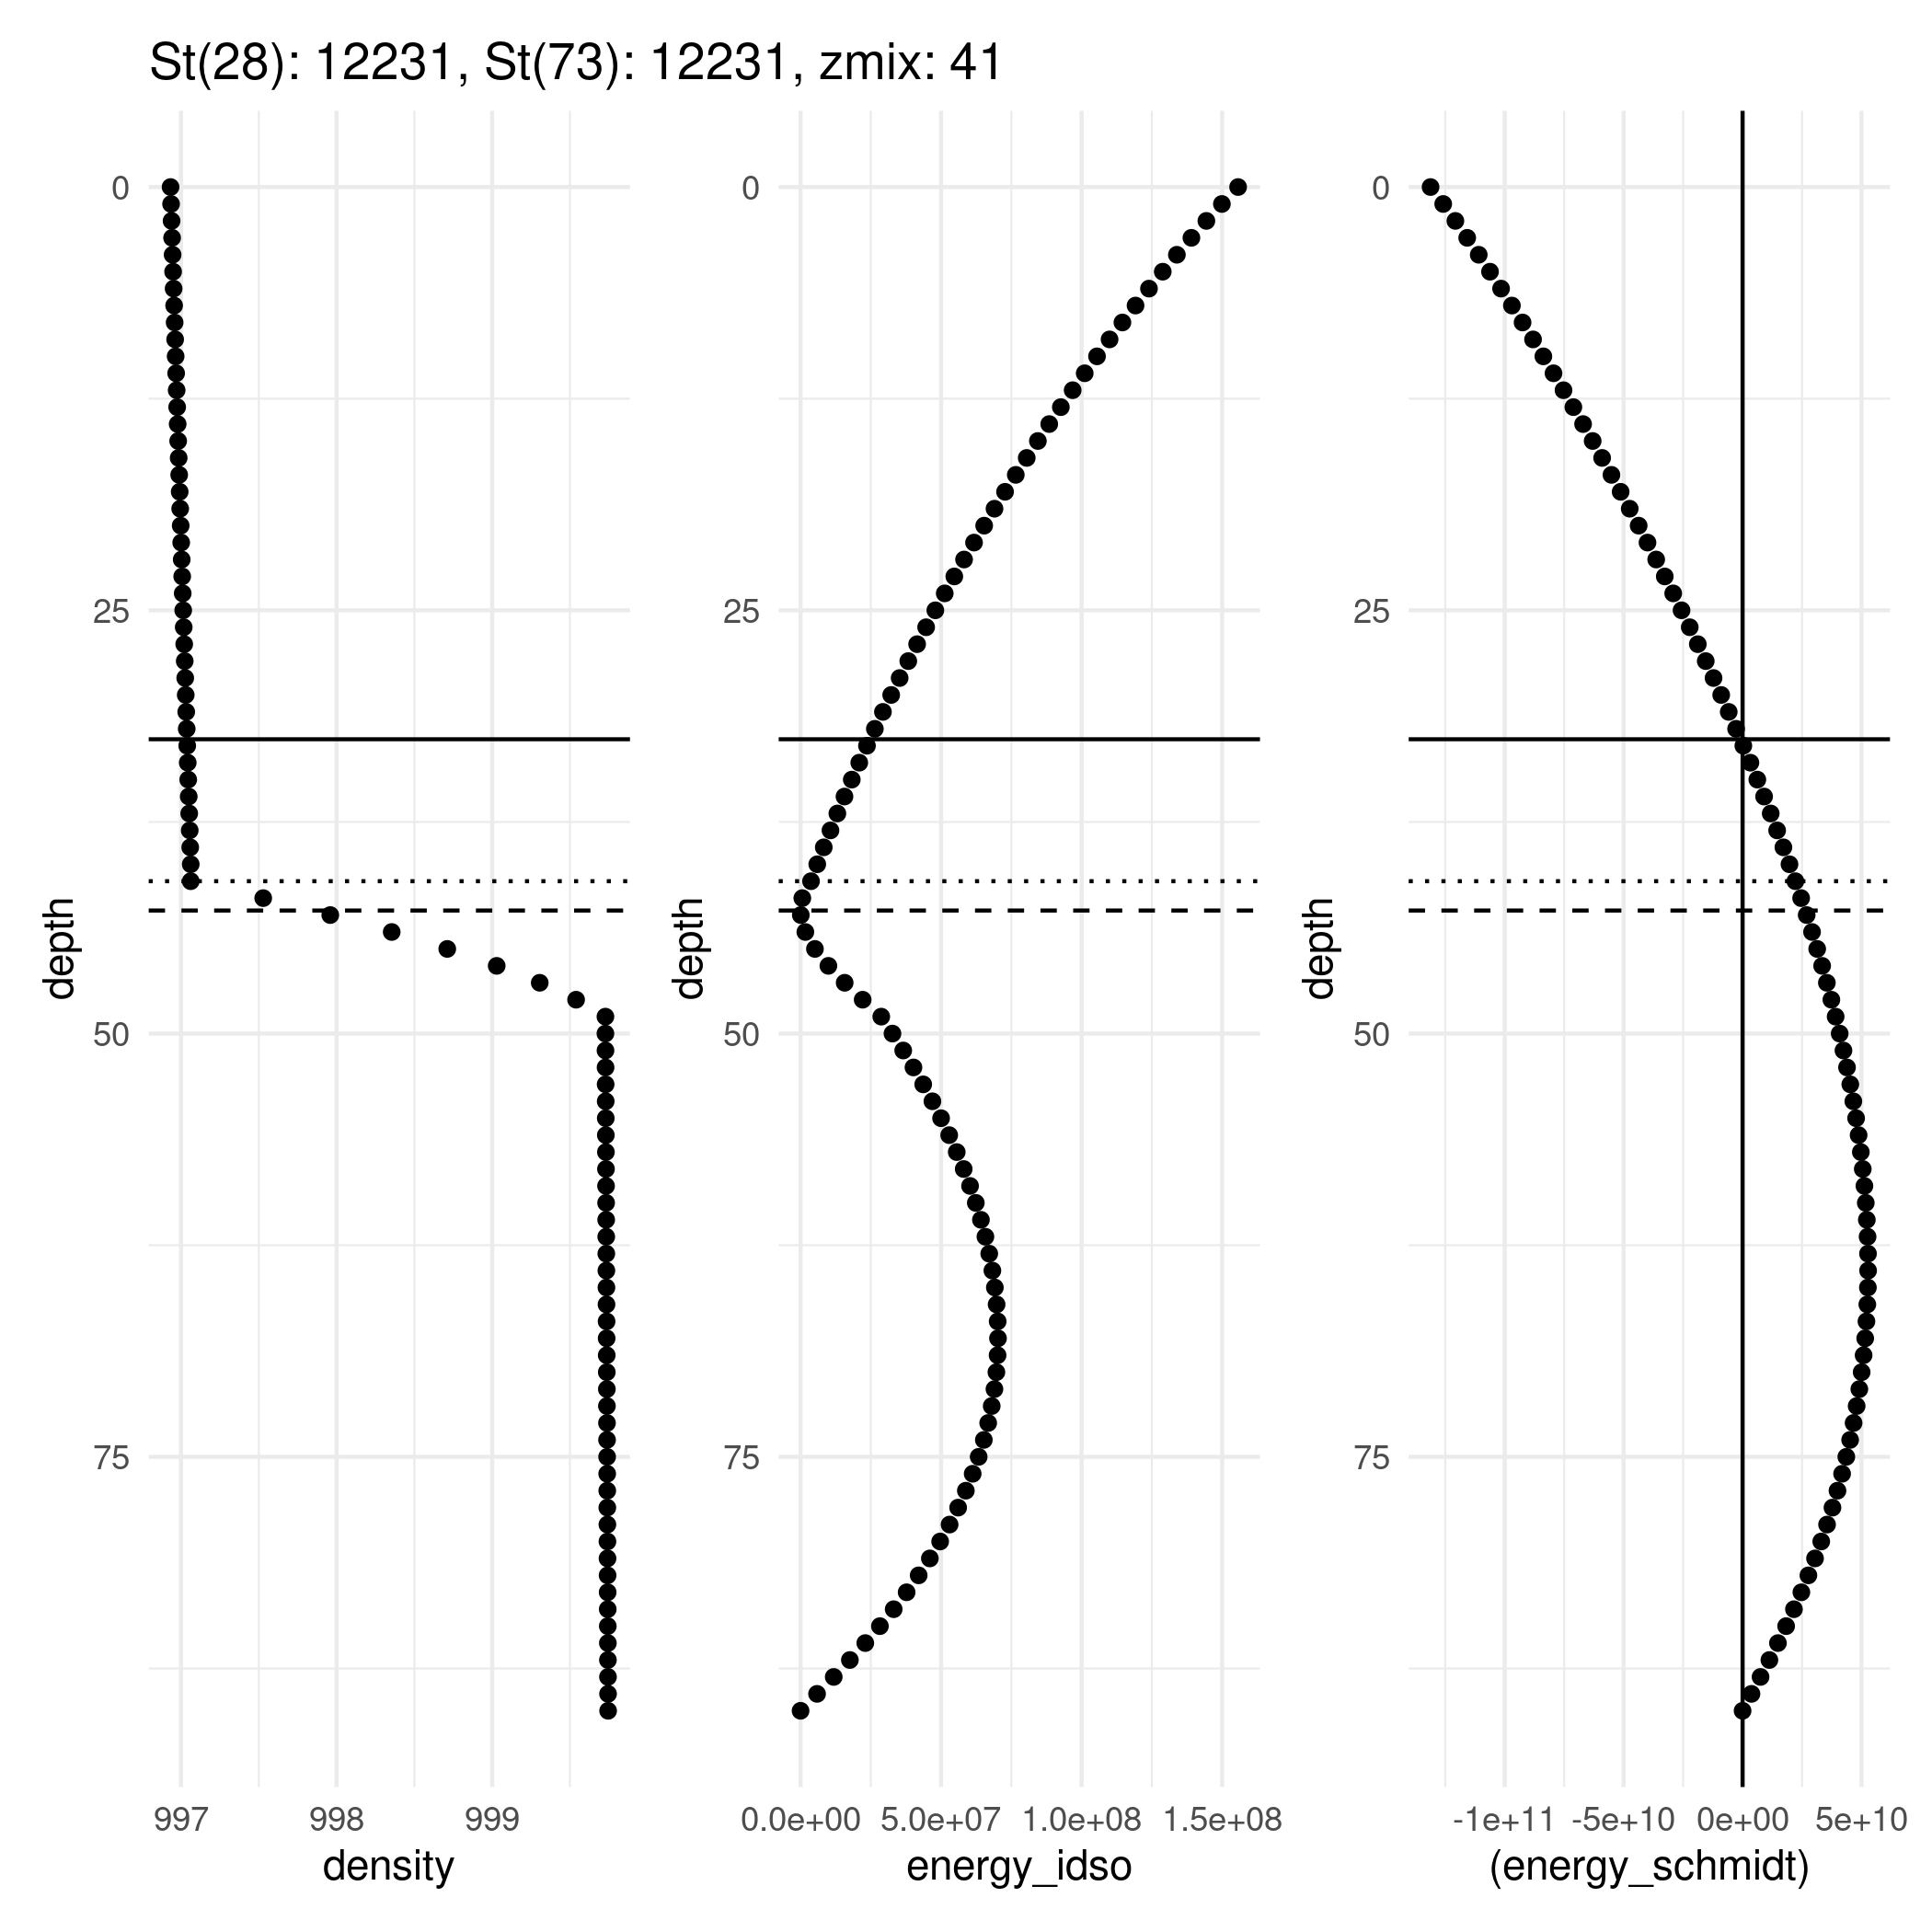 St(28): 12231, St(73): 12231, zmix: 41
0
25
50
75
depth
997 998 999
density
0
25
50
75
depth
0.0e+00 5.0e+07 1.0e+08 1.5e+08
energy_idso
0
25
50
75
depth
-1e+11 -5e+10 0e+00 5e+10
(energy_schmidt)